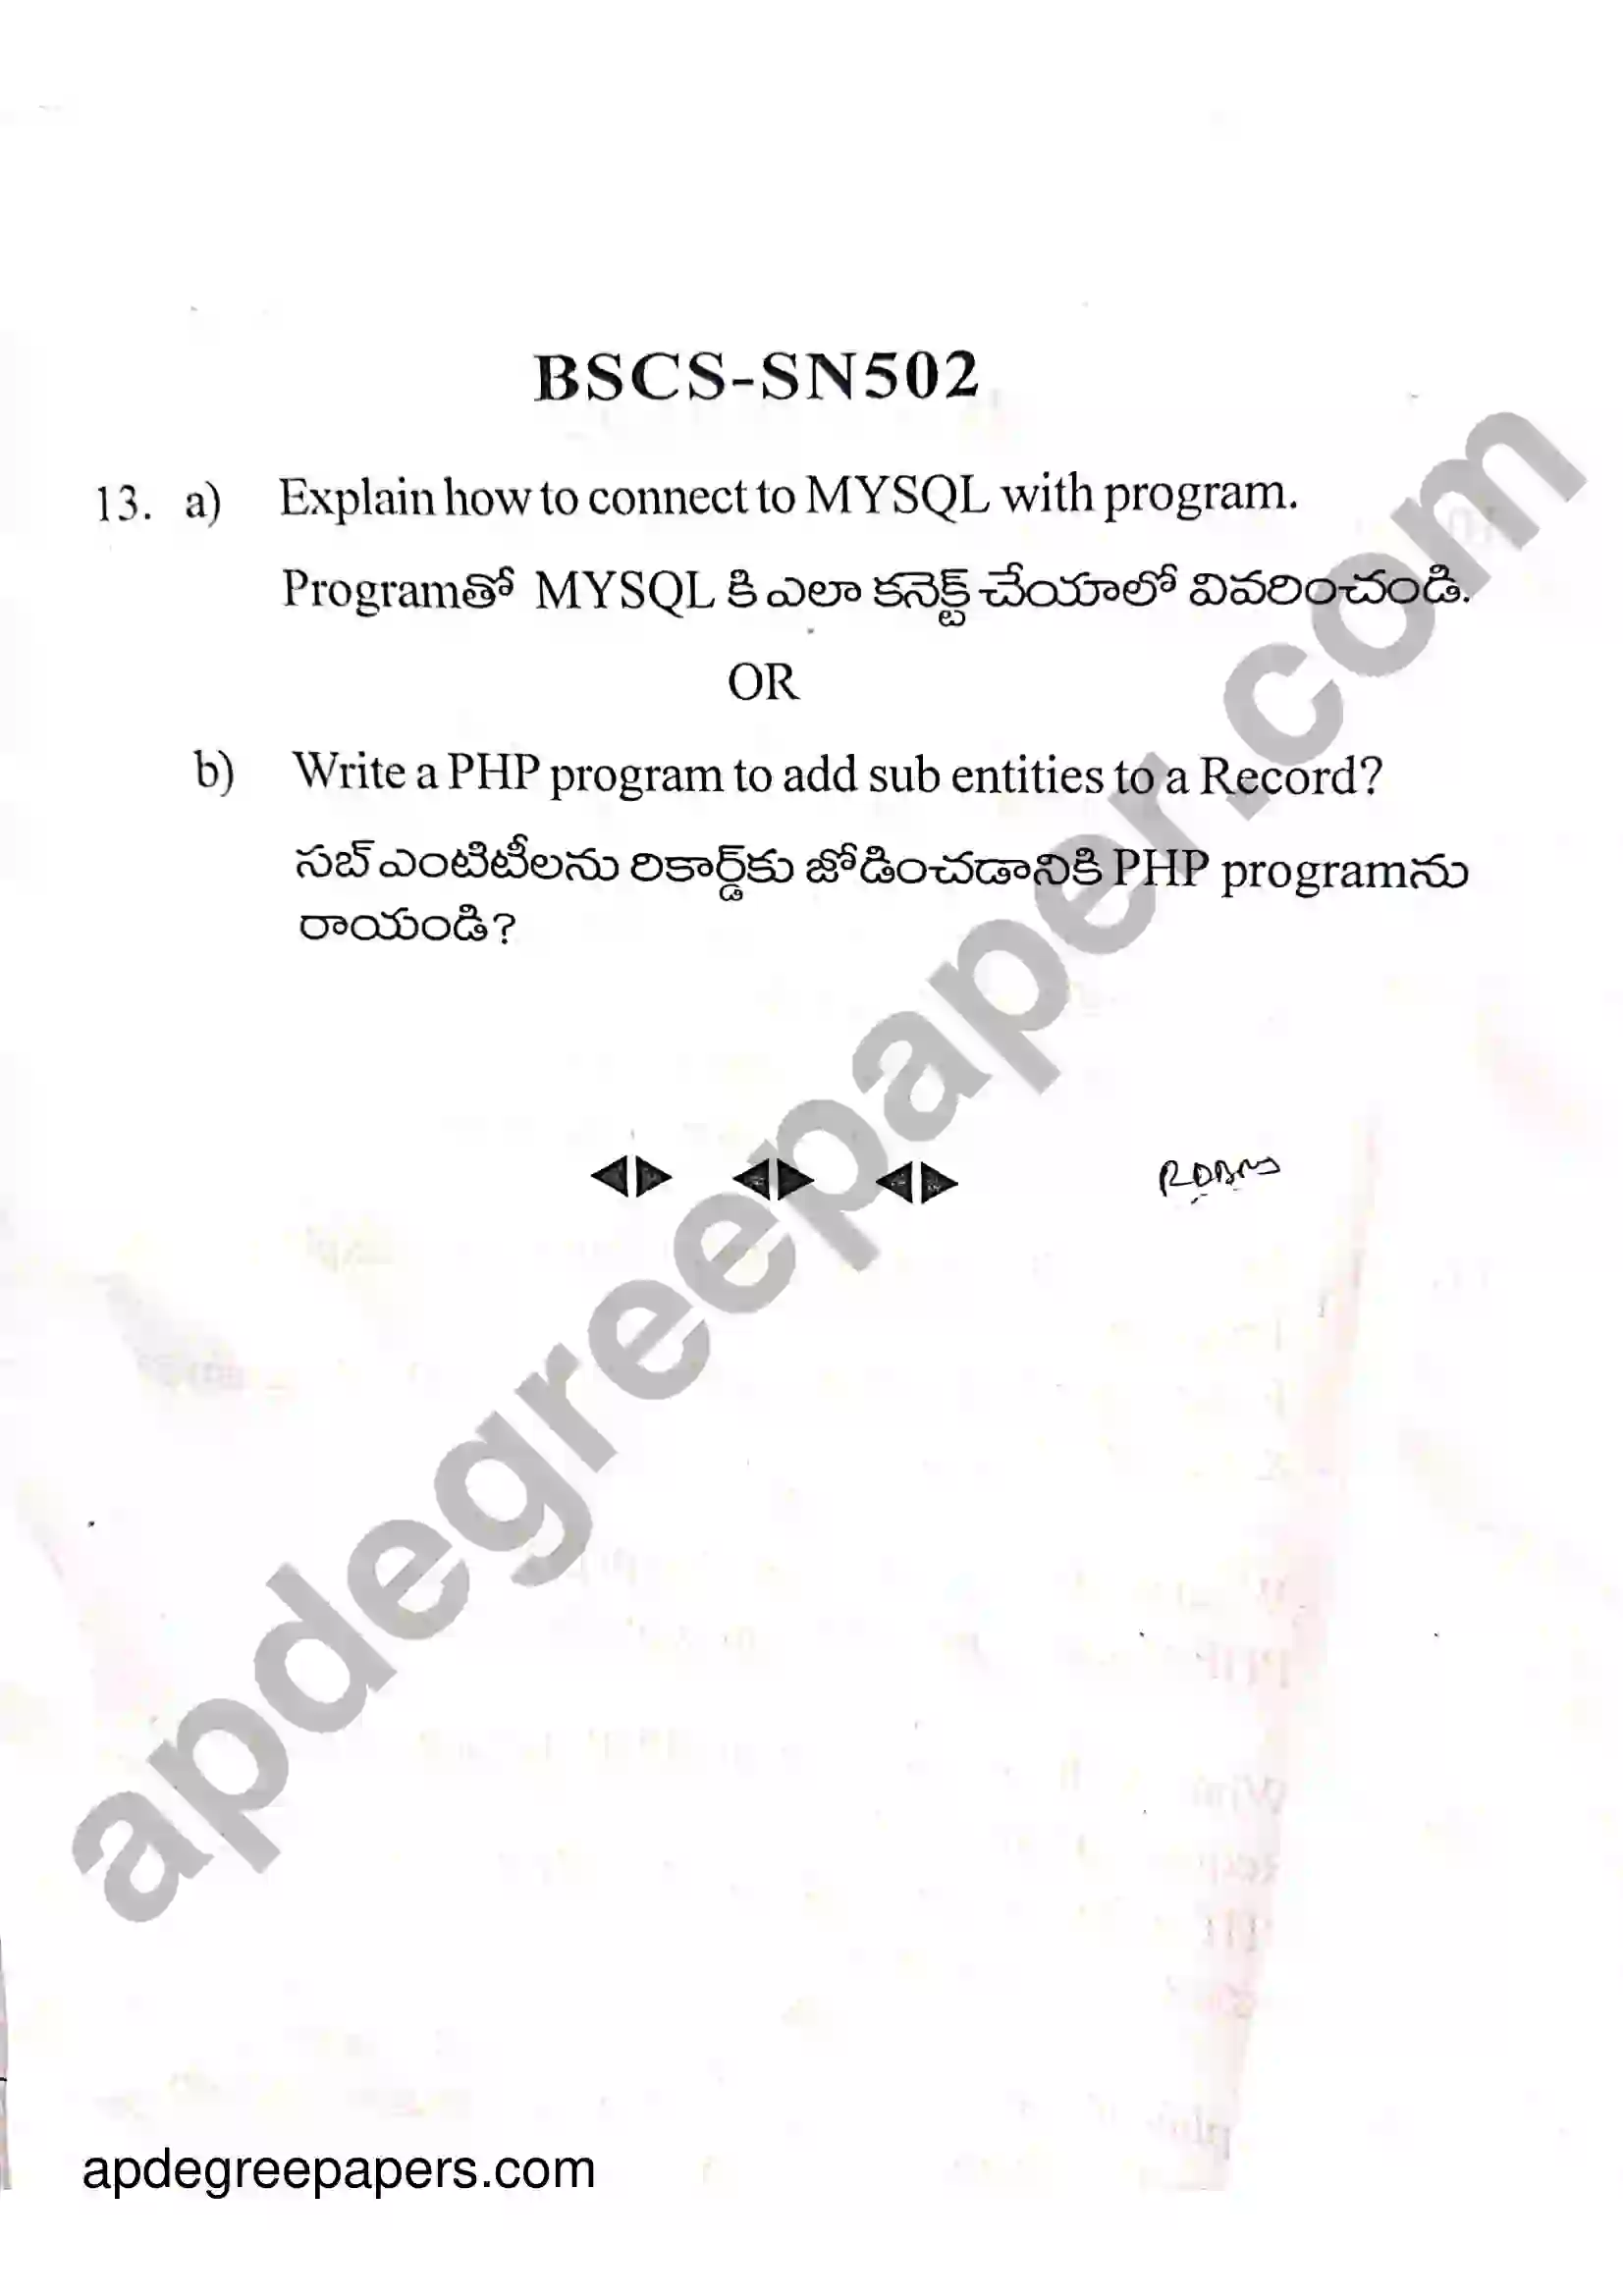 BSCS-SN502
13. a) Explain how to connect to MYSQL with program.
Programతో MYSQL కి ఎలా కనెక్ట్ చేయాలో వివరించండి.
OR
b) Write a PHP program to add sub entities to a Record?
సబ్ ఎంటిటీలను రికార్డ్‌కు జోడించడానికి PHP programను
రాయండి?
RDBMS
apdegreepaper.com
apdegreepapers.com